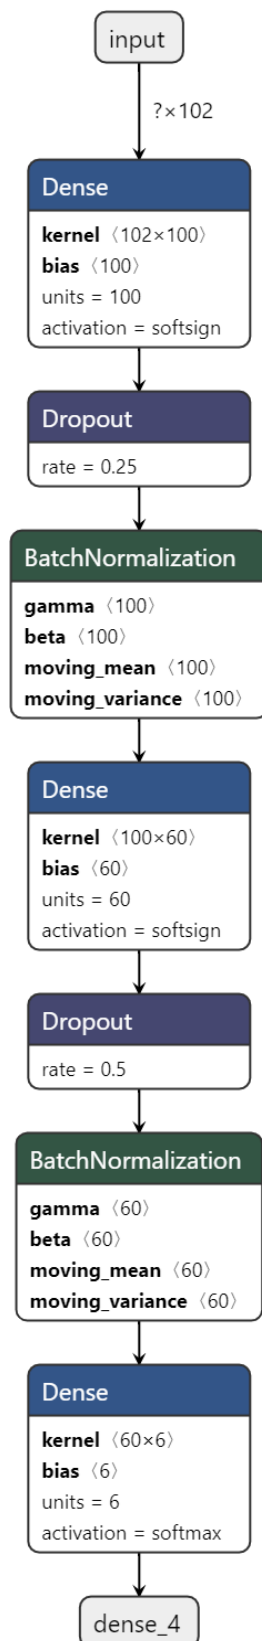 input
?×102
Dense
kernel 〈102×100〉
bias 〈100〉
units = 100
activation = softsign
Dropout
rate = 0.25
BatchNormalization
gamma 〈100〉
beta 〈100〉
moving_mean 〈100〉
moving_variance 〈100〉
Dense
kernel 〈100×60〉
bias 〈60〉
units = 60
activation = softsign
Dropout
rate = 0.5
BatchNormalization
gamma 〈60〉
beta 〈60〉
moving_mean 〈60〉
moving_variance 〈60〉
Dense
kernel 〈60×6〉
bias 〈6〉
units = 6
activation = softmax
dense_4